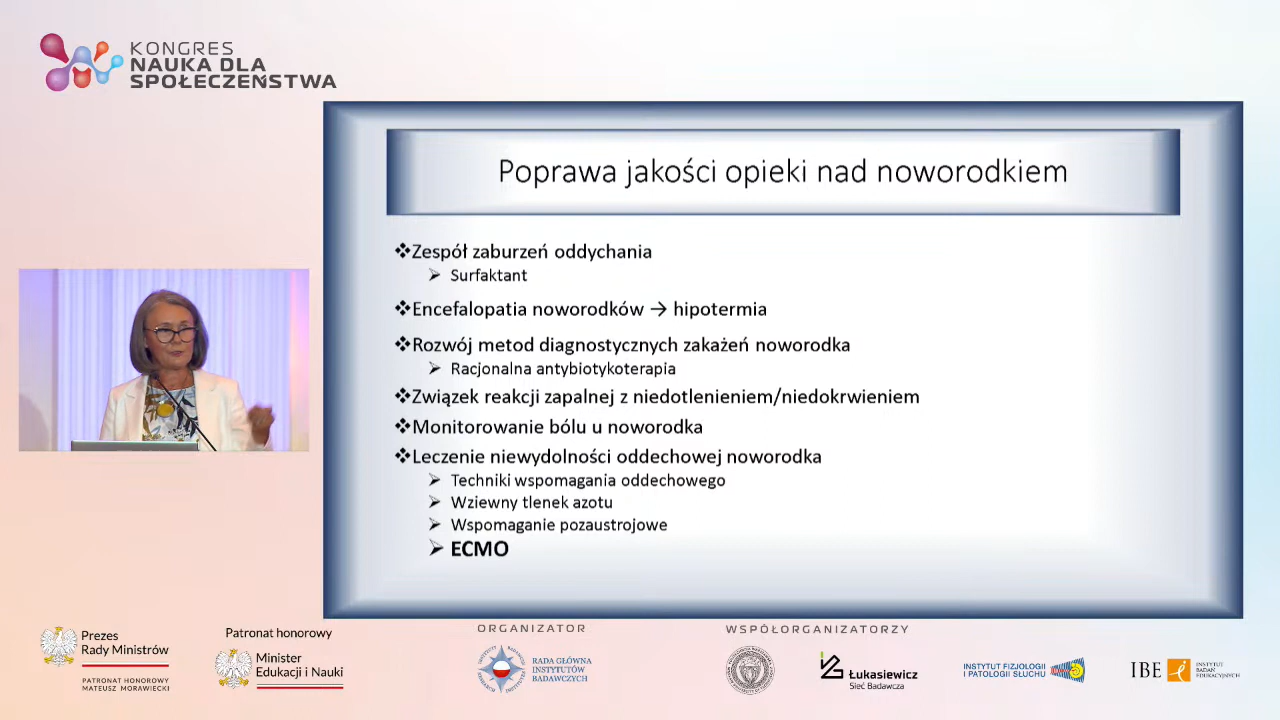 KONGRES
NAUKA DLA
SPOŁECZEŃSTWA
Poprawa jakości opieki nad noworodkiem
❖Zespół zaburzeń oddychania
➢ Surfaktant
❖Encefalopatia noworodków → hipotermia
❖Rozwój metod diagnostycznych zakażeń noworodka
➢ Racjonalna antybiotykoterapia
❖Związek reakcji zapalnej z niedotlenieniem/niedokrwieniem
❖Monitorowanie bólu u noworodka
❖Leczenie niewydolności oddechowej noworodka
➢ Techniki wspomagania oddechowego
➢ Wziewny tlenek azotu
➢ Wspomaganie pozaustrojowe
➢ ECMO
Prezes
Rady Ministrów
PATRONAT HONOROWY
MATEUSZ MORAWIECKI
Patronat honorowy
Minister
Edukacji i Nauki
ORGANIZATOR
RADA GŁÓWNA
INSTYTUTÓW
BADAWCZYCH
WSPÓŁORGANIZATORZY
Łukasiewicz
Sieć Badawcza
INSTYTUT FIZJOLOGII
I PATOLOGII SŁUCHU
IBE
INSTYTUT
BADAŃ
EDUKACYJNYCH